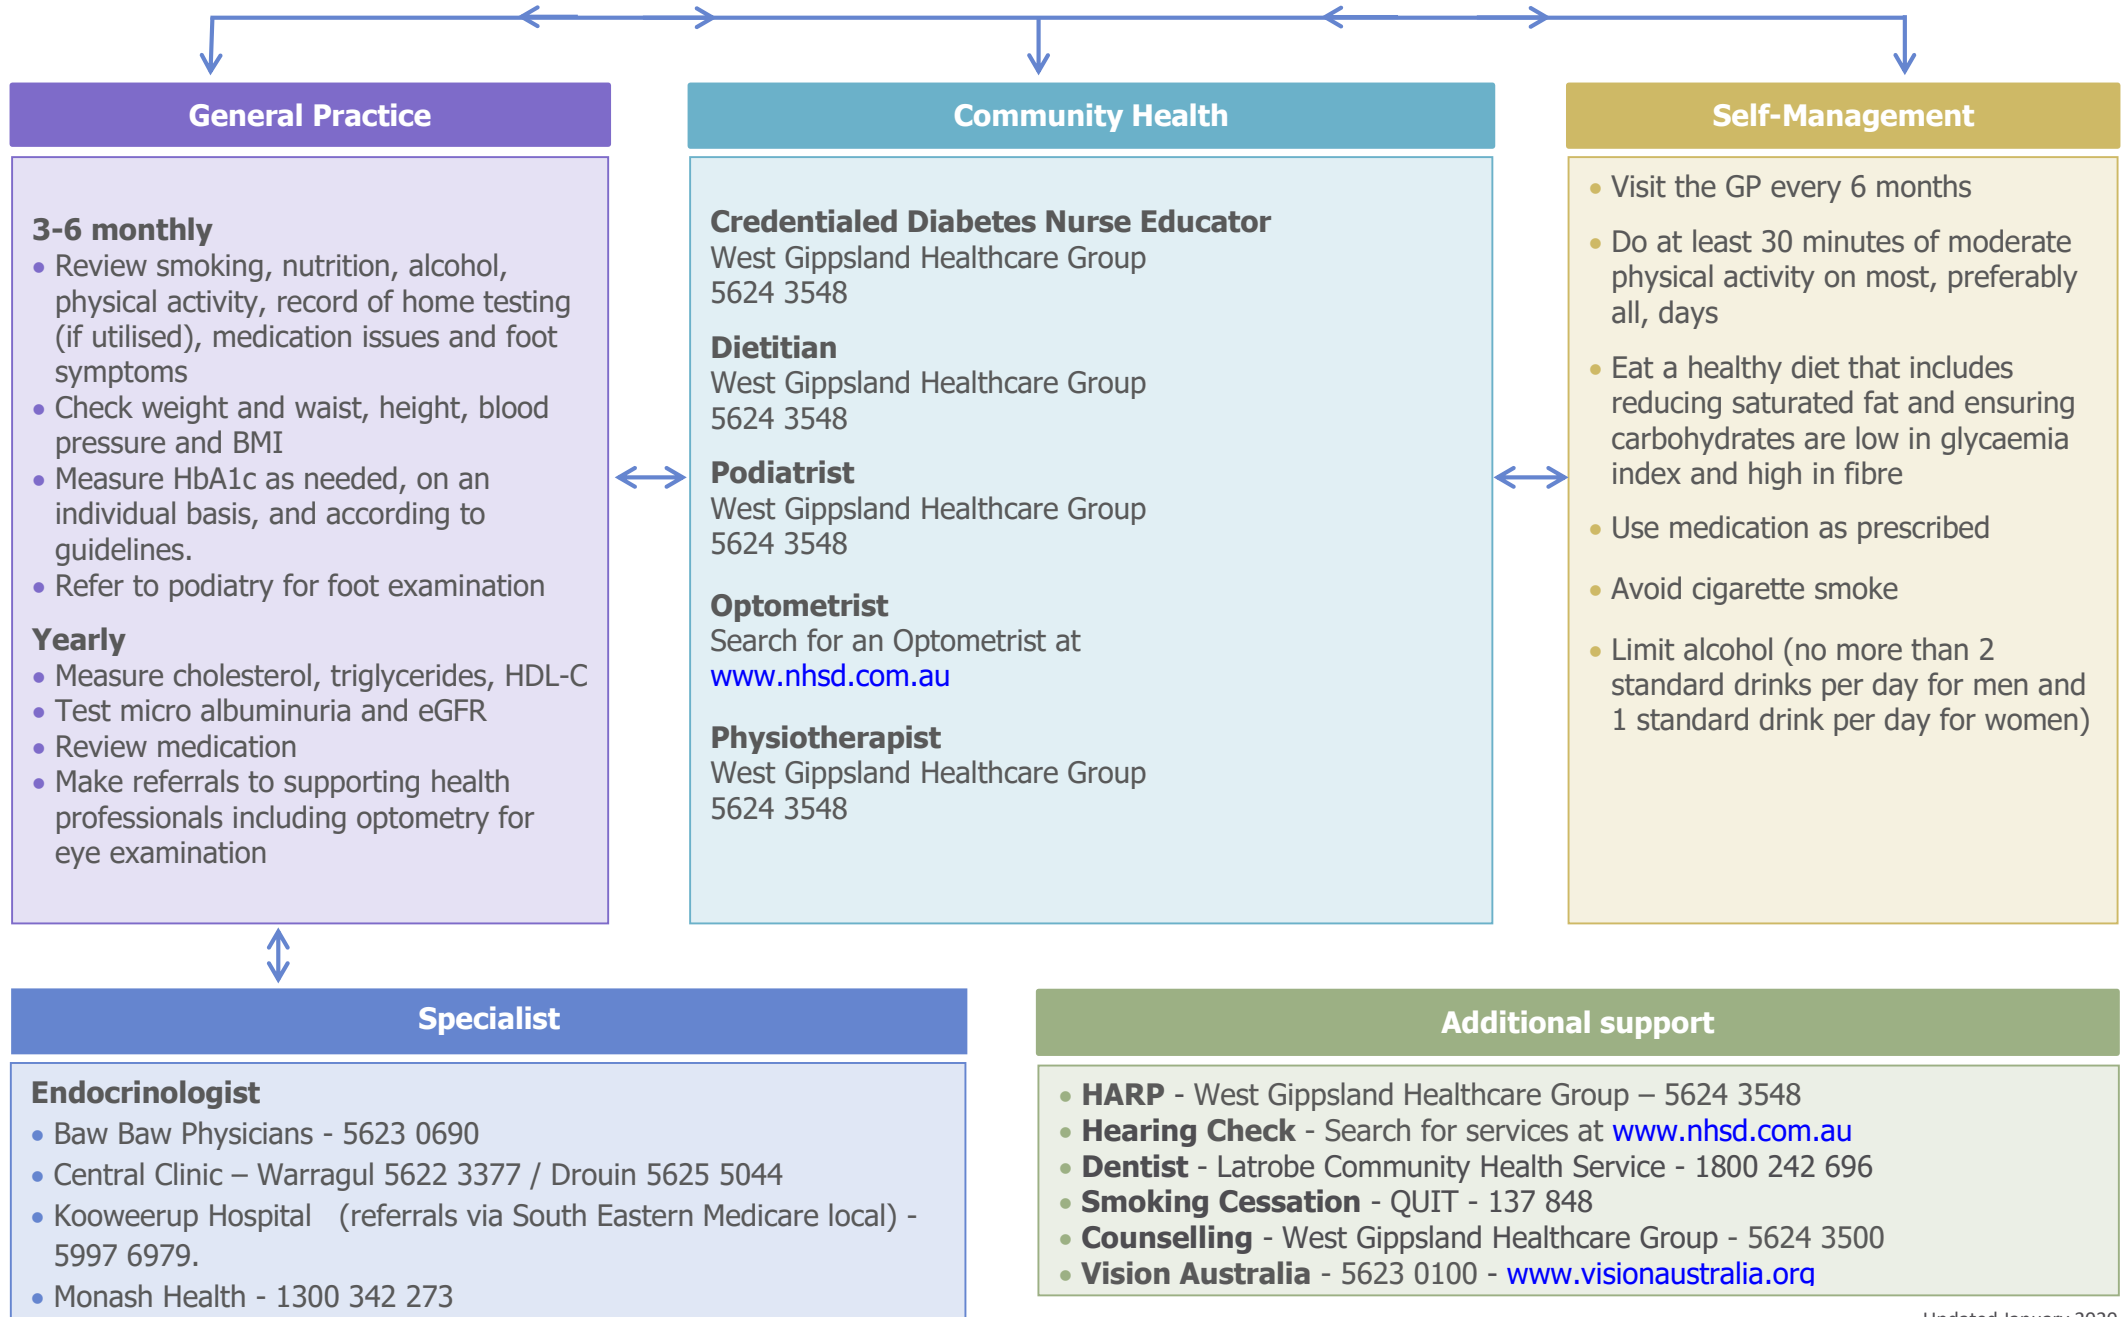 General Practice
3-6 monthly
• Review smoking, nutrition, alcohol,
physical activity, record of home testing
(if utilised), medication issues and foot
symptoms
• Check weight and waist, height, blood
pressure and BMI
• Measure HbA1c as needed, on an
individual basis, and according to
guidelines.
• Refer to podiatry for foot examination
Yearly
• Measure cholesterol, triglycerides, HDL-C
• Test micro albuminuria and eGFR
• Review medication
• Make referrals to supporting health
professionals including optometry for
eye examination
Community Health
Credentialed Diabetes Nurse Educator
West Gippsland Healthcare Group
5624 3548
Dietitian
West Gippsland Healthcare Group
5624 3548
Podiatrist
West Gippsland Healthcare Group
5624 3548
Optometrist
Search for an Optometrist at
www.nhsd.com.au
Physiotherapist
West Gippsland Healthcare Group
5624 3548
Self-Management
• Visit the GP every 6 months
• Do at least 30 minutes of moderate
physical activity on most, preferably
all, days
• Eat a healthy diet that includes
reducing saturated fat and ensuring
carbohydrates are low in glycaemia
index and high in fibre
• Use medication as prescribed
• Avoid cigarette smoke
• Limit alcohol (no more than 2
standard drinks per day for men and
1 standard drink per day for women)
Specialist
Endocrinologist
• Baw Baw Physicians - 5623 0690
• Central Clinic – Warragul 5622 3377 / Drouin 5625 5044
• Kooweerup Hospital (referrals via South Eastern Medicare local) -
5997 6979.
• Monash Health - 1300 342 273
Additional support
• HARP - West Gippsland Healthcare Group – 5624 3548
• Hearing Check - Search for services at www.nhsd.com.au
• Dentist - Latrobe Community Health Service - 1800 242 696
• Smoking Cessation - QUIT - 137 848
• Counselling - West Gippsland Healthcare Group - 5624 3500
• Vision Australia - 5623 0100 - www.visionaustralia.org
Updated January 2020